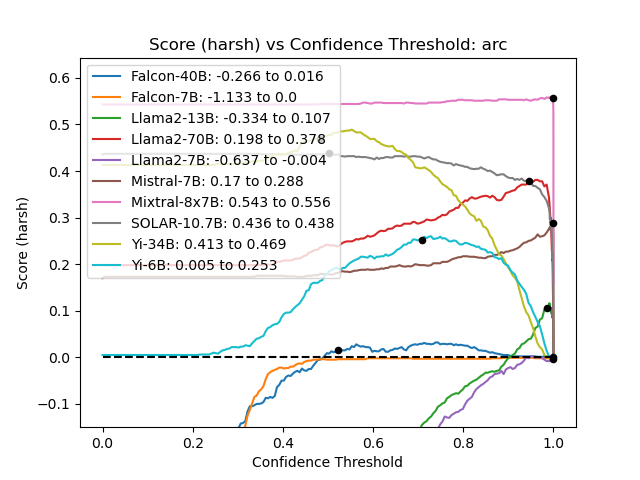 Score (harsh) vs Confidence Threshold: arc
Score (harsh)
0.6
0.5
0.4
0.3
0.2
0.1
0.0
−0.1
Falcon-40B: -0.266 to 0.016
Falcon-7B: -1.133 to 0.0
Llama2-13B: -0.334 to 0.107
Llama2-70B: 0.198 to 0.378
Llama2-7B: -0.637 to -0.004
Mistral-7B: 0.17 to 0.288
Mixtral-8x7B: 0.543 to 0.556
SOLAR-10.7B: 0.436 to 0.438
Yi-34B: 0.413 to 0.469
Yi-6B: 0.005 to 0.253
0.0 0.2 0.4 0.6 0.8 1.0
Confidence Threshold